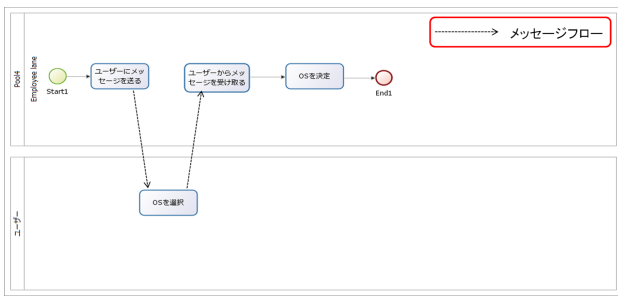 メッセージフロー
Pool4
Employee lane
Start1
ユーザーにメッ
セージを送る
ユーザーからメッ
セージを受け取る
OSを決定
End1
ユーザー
OSを選択